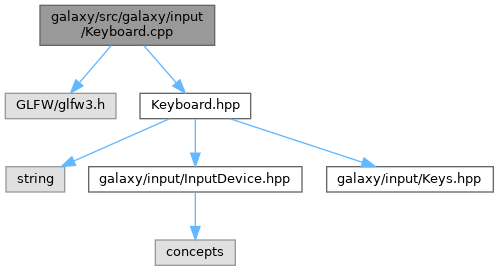 galaxy/src/galaxy/input
/Keyboard.cpp
GLFW/glfw3.h
Keyboard.hpp
string
galaxy/input/InputDevice.hpp
galaxy/input/Keys.hpp
concepts